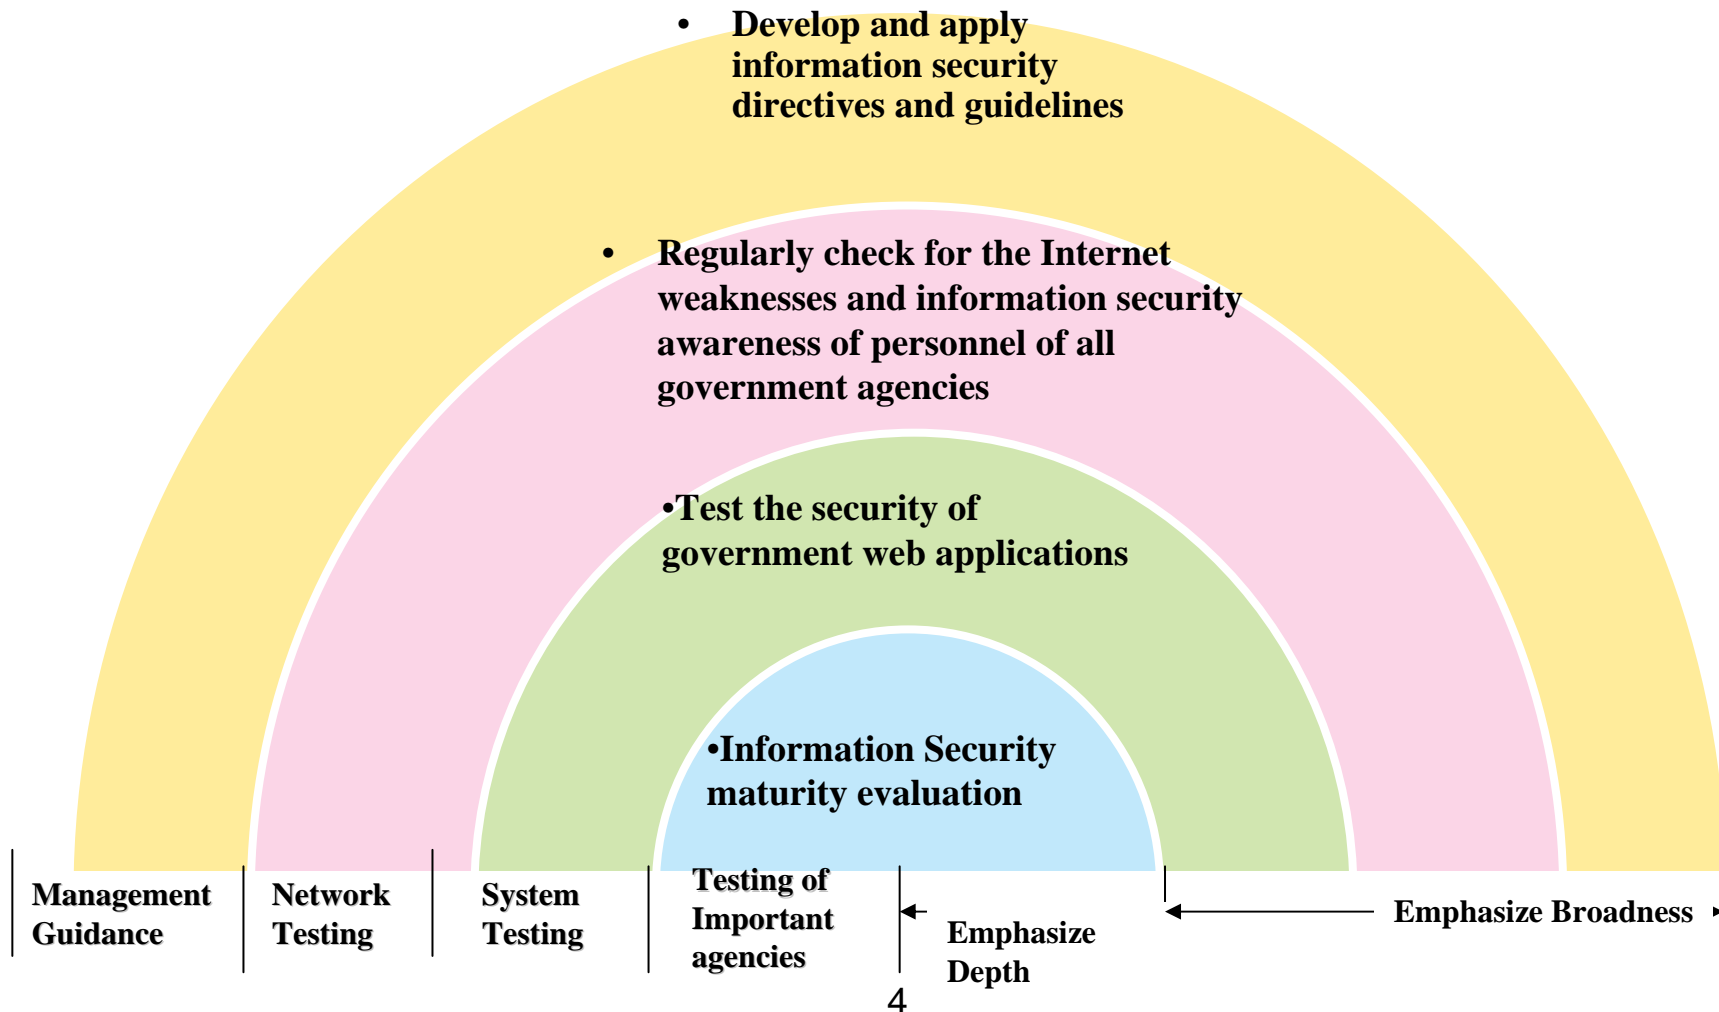 • Develop and apply
information security
directives and guidelines
• Regularly check for the Internet
weaknesses and information security
awareness of personnel of all
government agencies
•Test the security of
government web applications
•Information Security
maturity evaluation
Management
Guidance
Network
Testing
System
Testing
Testing of
Important
agencies
Emphasize
Depth
Emphasize Broadness
4